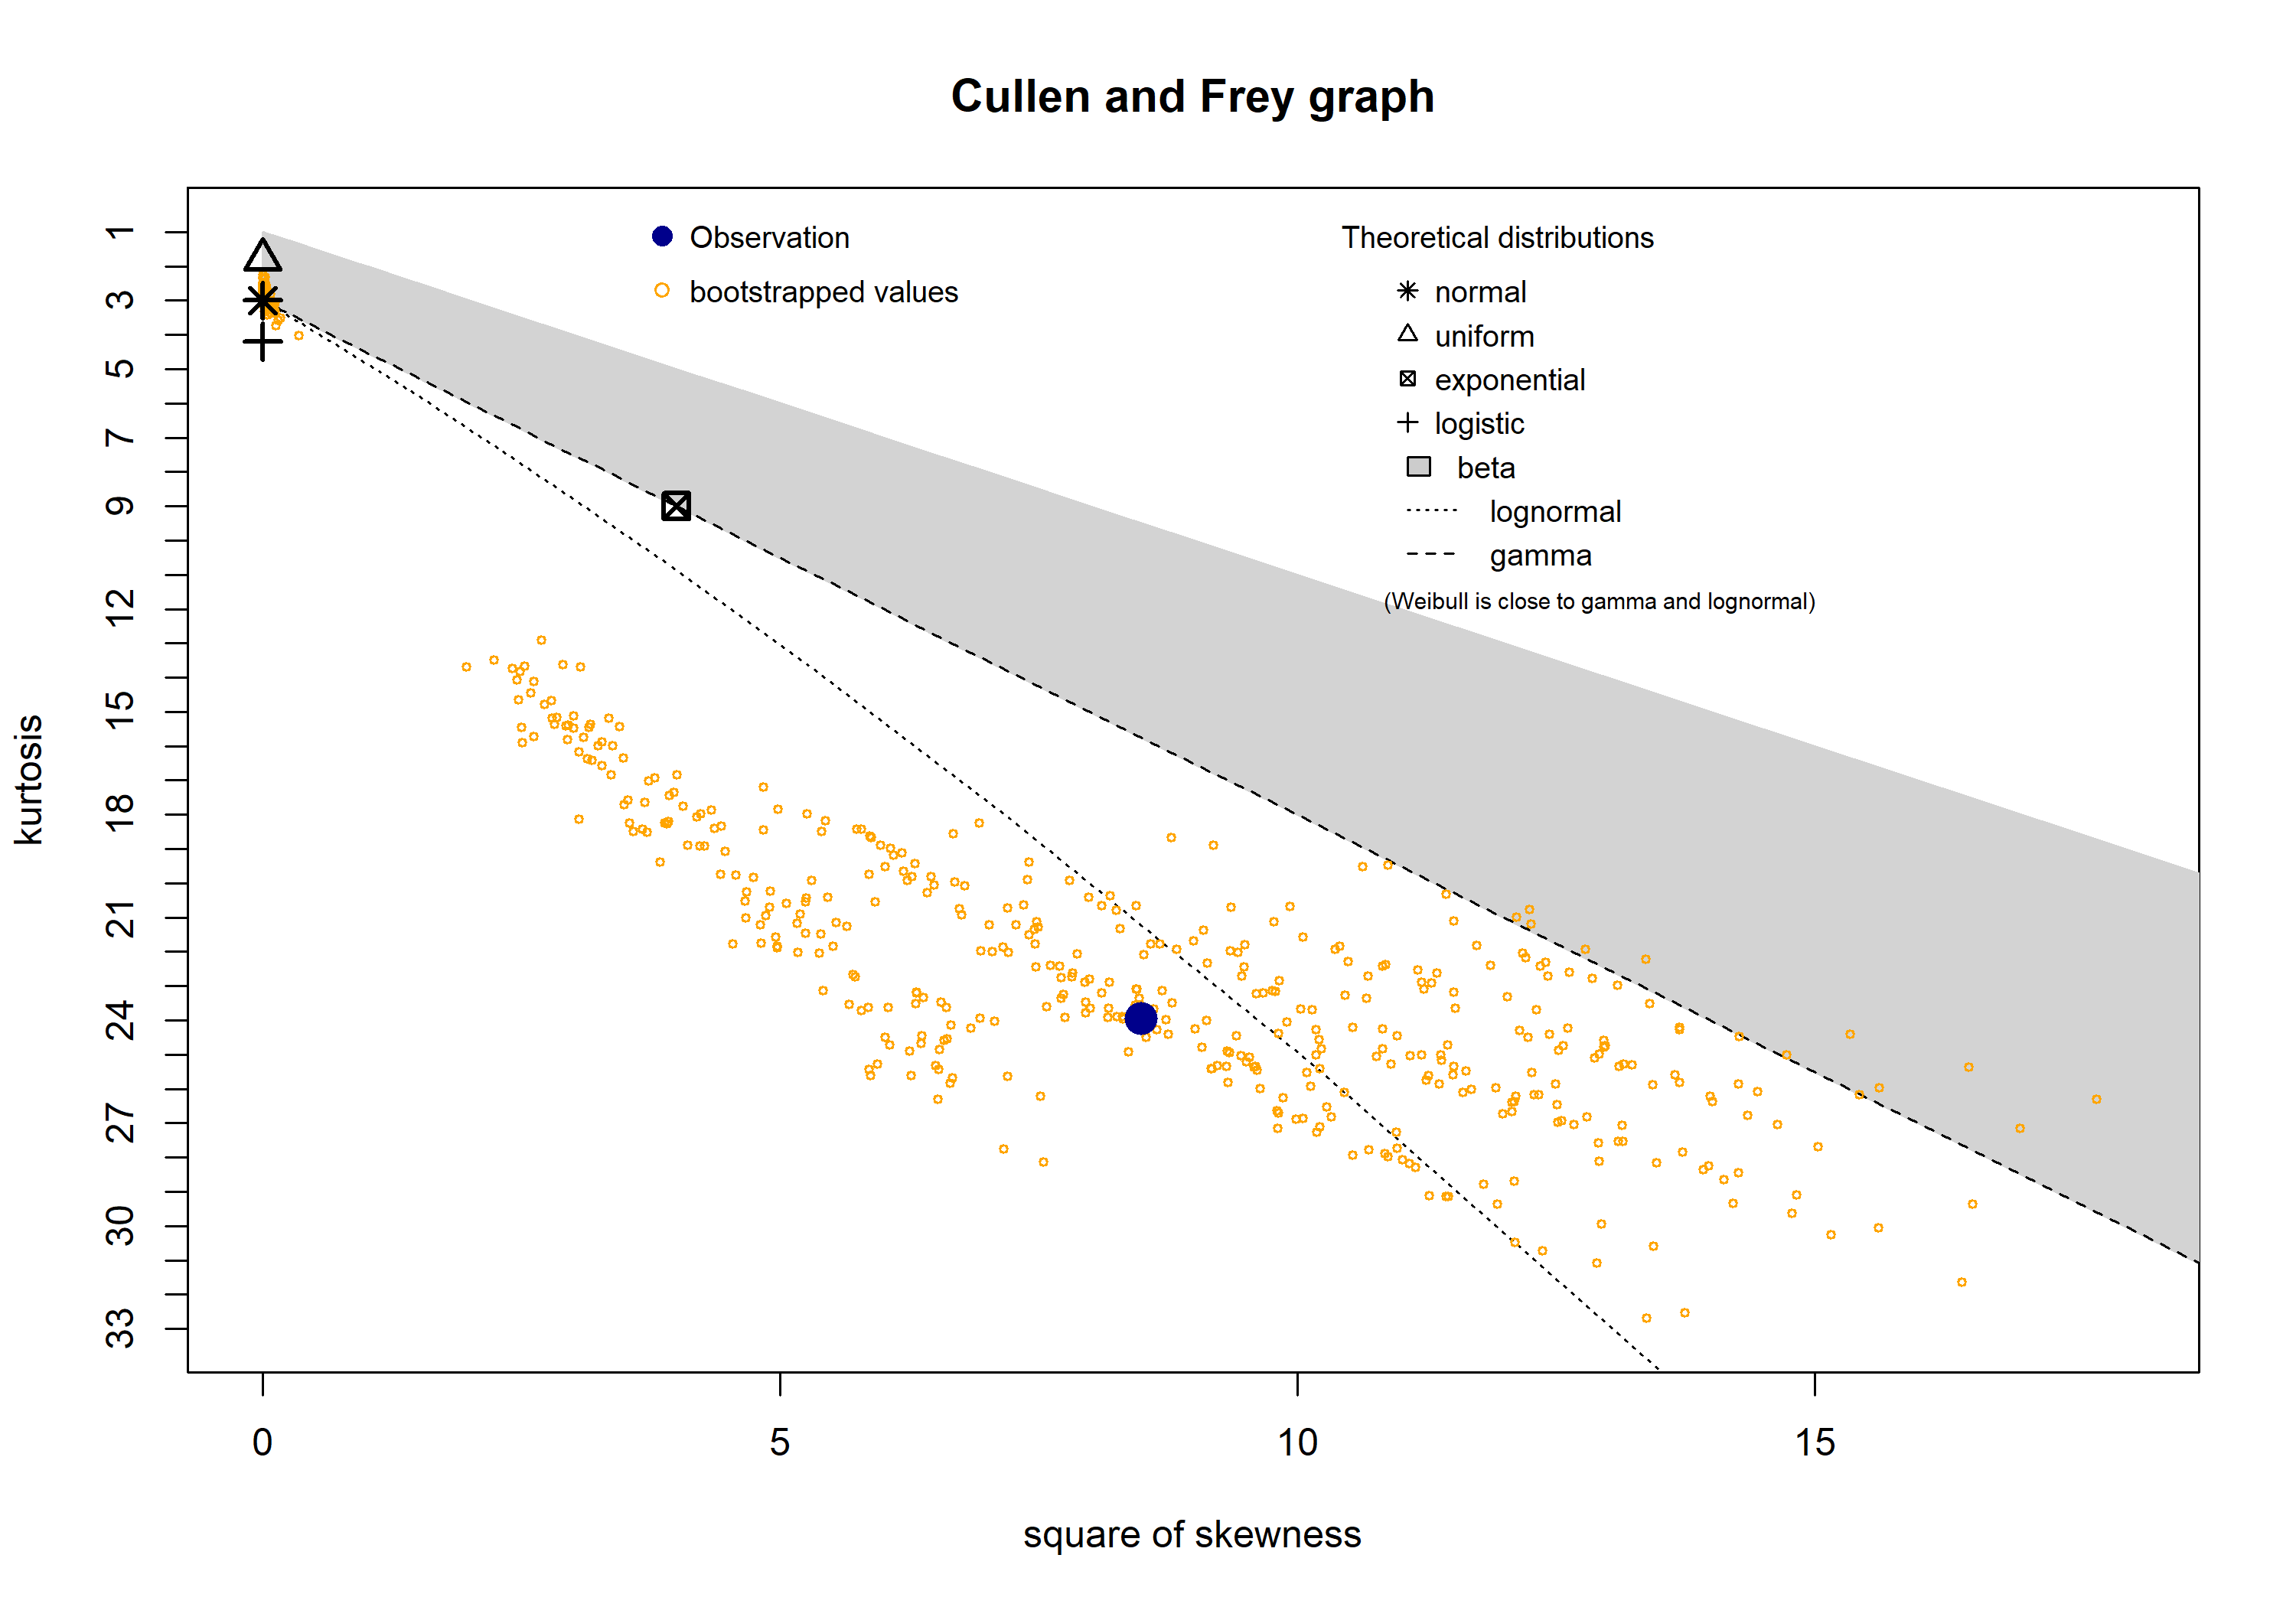 Cullen and Frey graph
Observation
bootstrapped values
Theoretical distributions
normal
uniform
exponential
logistic
beta
lognormal
gamma
(Weibull is close to gamma and lognormal)
kurtosis
1
3
5
7
9
12
15
18
21
24
27
30
33
0 5 10 15
square of skewness